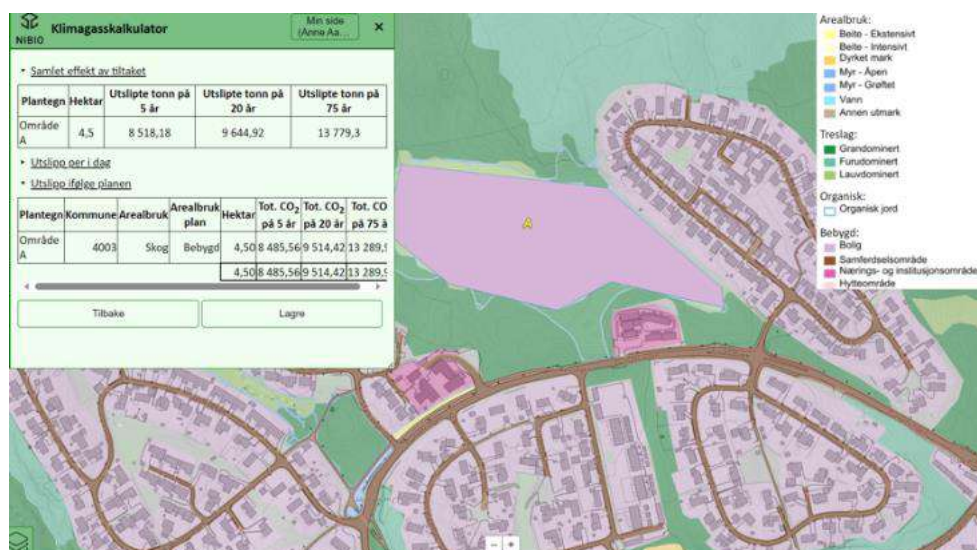 NIBIO
Klimagasskalkulator
Min side
(Anne Aa...
×
Samlet effekt av tiltaket
Plantegn Hektar Utslipte tonn på 5 år Utslipte tonn på 20 år Utslipte tonn på 75 år
Område A 4,5 8 518,18 9 644,92 13 779,3
Utslipp per i dag
Utslipp ifølge planen
Plantegn Kommune Arealbruk Arealbruk plan Hektar Tot. CO₂ på 5 år Tot. CO₂ på 20 år Tot. CO på 75 å
Område A 4003 Skog Bebygd 4,50 8 485,56 9 514,42 13 289,9
4,50 8 485,56 9 514,42 13 289,9
Tilbake
Lagre
A
Arealbruk:
Beite - Ekstensivt
Beite - Intensivt
Dyrket mark
Myr - Åpen
Myr - Grøftet
Vann
Annen utmark
Treslag:
Grandominert
Furudominert
Lauvdominert
Organisk:
Organisk jord
Bebygd:
Bolig
Samferdselsområde
Nærings- og institusjonsområde
Hytteområde
− +